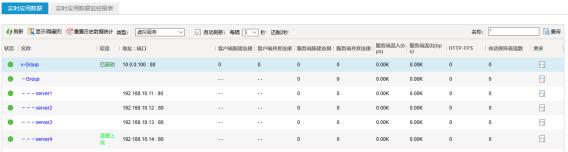 实时应用数据 实时应用数据监控报表
刷新 显示/隐藏列 重置历史数据统计 类型: 虚拟服务 自动刷新: 每隔 3 秒 还剩2秒 名称: * 查询
状态 名称 信息 地址:端口 客户端新建连接 客户端并发连接 服务端新建连接 服务端并发连接 服务端流入(bps) 服务端流出(bps) HTTP-TPS 会话保持表项数 更多
v-Group 已启动 10.0.0.100 : 80 0 0 0 0 0.00K 0.00K 0 0
-Group -- -- 0 0 0.00K 0.00K 0 0
---server1 192.168.10.11 : 80 -- -- 0 0 0.00K 0.00K 0 0
---server2 192.168.10.12 : 80 -- -- 0 0 0.00K 0.00K 0 0
---server3 192.168.10.13 : 80 -- -- 0 0 0.00K 0.00K 0 0
---server4 温暖上线 192.168.10.14 : 80 -- -- 0 0 0.00K 0.00K 0 0